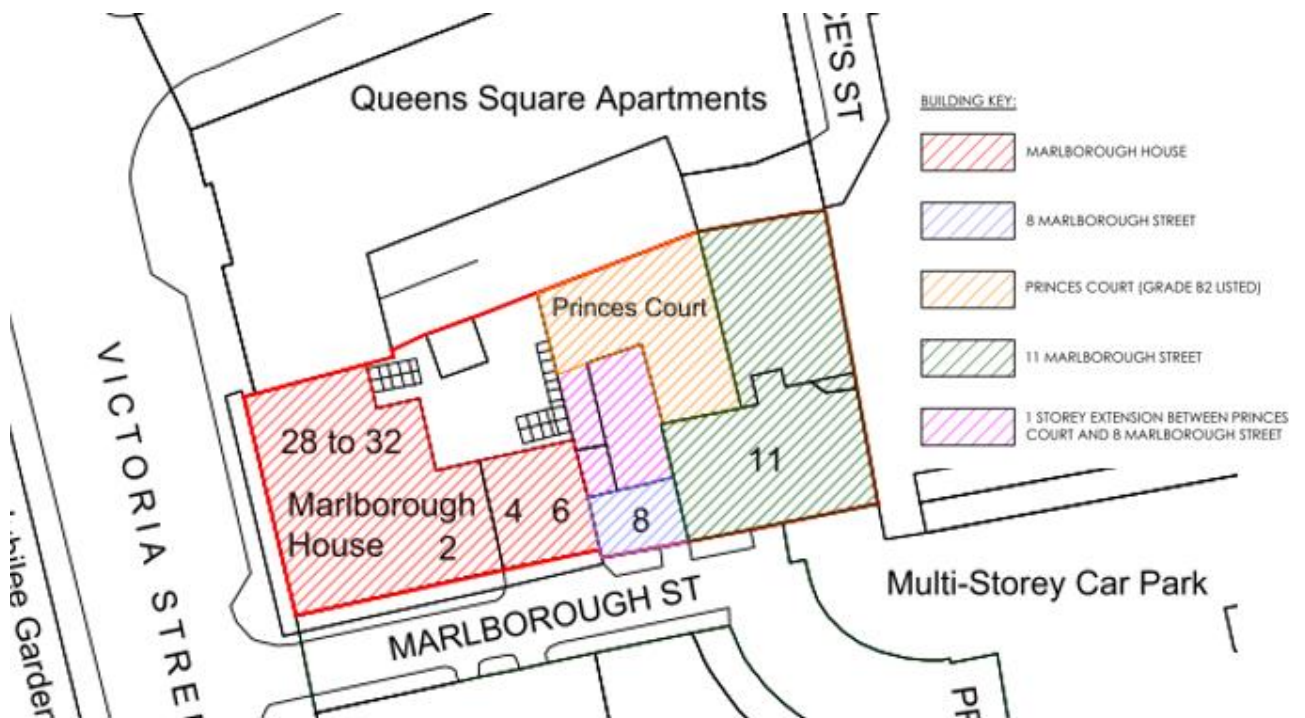 Queens Square Apartments
BUILDING KEY:
MARLBOROUGH HOUSE
8 MARLBOROUGH STREET
PRINCES COURT (GRADE B2 LISTED)
11 MARLBOROUGH STREET
1 STOREY EXTENSION BETWEEN PRINCES
COURT AND 8 MARLBOROUGH STREET
Princes Court
28 to 32
Marlborough
House 2
4 6
8
11
VICTORIA
MARLBOROUGH ST
Multi-Storey Car Park
ST